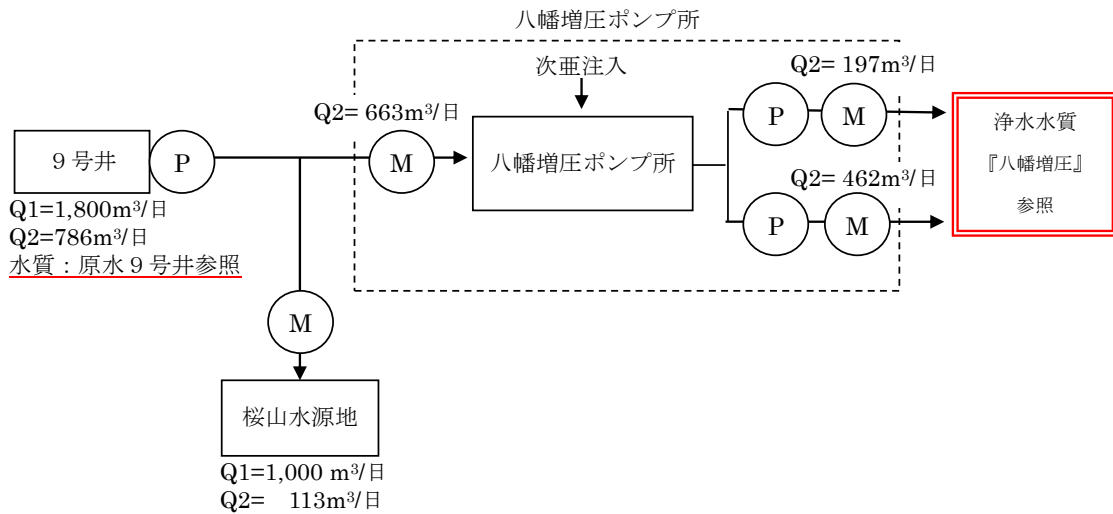 八幡増圧ポンプ所
次亜注入
Q2= 197m³/日
Q2= 663m³/日
9号井
P
M
八幡増圧ポンプ所
P
M
浄水水質
『八幡増圧』
参照
Q2= 462m³/日
P
M
Q1=1,800m³/日
Q2=786m³/日
水質：原水9号井参照
M
桜山水源地
Q1=1,000 m³/日
Q2= 113m³/日